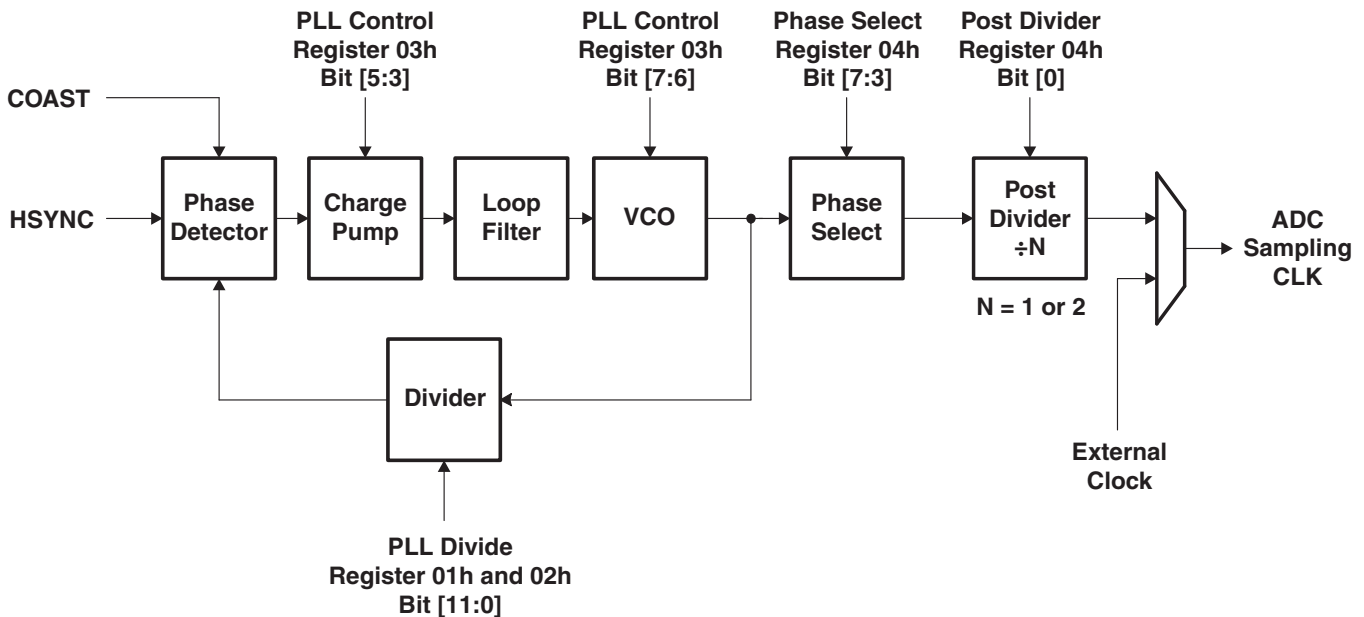 PLL Control
Register 03h
Bit [5:3]
PLL Control
Register 03h
Bit [7:6]
Phase Select
Register 04h
Bit [7:3]
Post Divider
Register 04h
Bit [0]
COAST
HSYNC
Phase
Detector
Charge
Pump
Loop
Filter
VCO
Phase
Select
Post
Divider
÷N
N = 1 or 2
ADC
Sampling
CLK
Divider
External
Clock
PLL Divide
Register 01h and 02h
Bit [11:0]